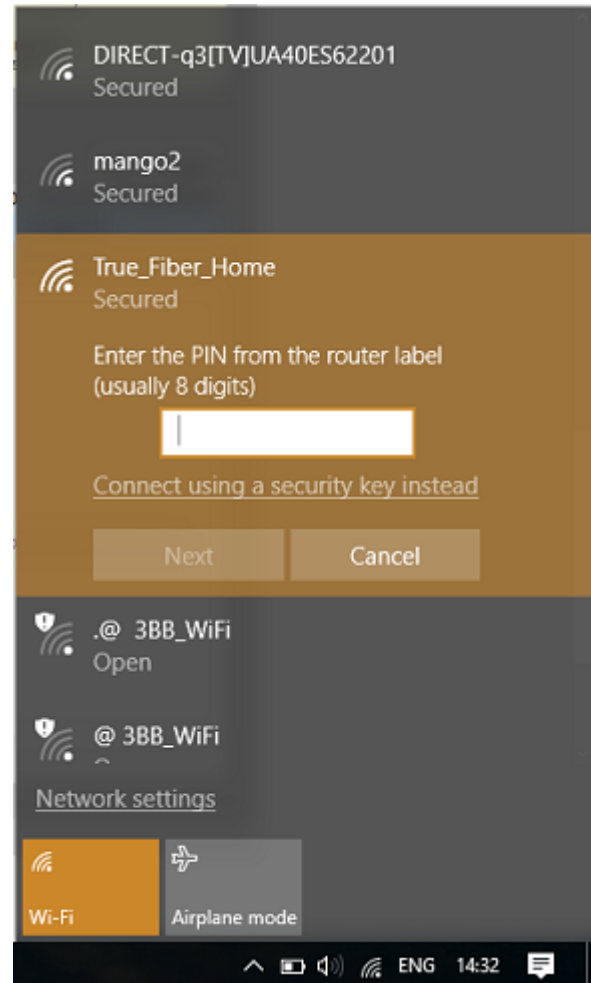 DIRECT-q3[TV]UA40ES62201
Secured
mango2
Secured
True_Fiber_Home
Secured
Enter the PIN from the router label
(usually 8 digits)
Connect using a security key instead
Next Cancel
.@ 3BB_WiFi
Open
@ 3BB_WiFi
Network settings
Wi-Fi Airplane mode
ENG 14:32